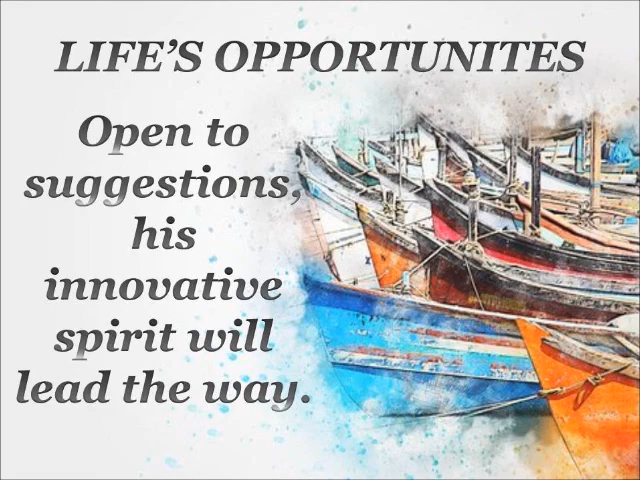 LIFE’S OPPORTUNITES
Open to
suggestions,
his
innovative
spirit will
lead the way.